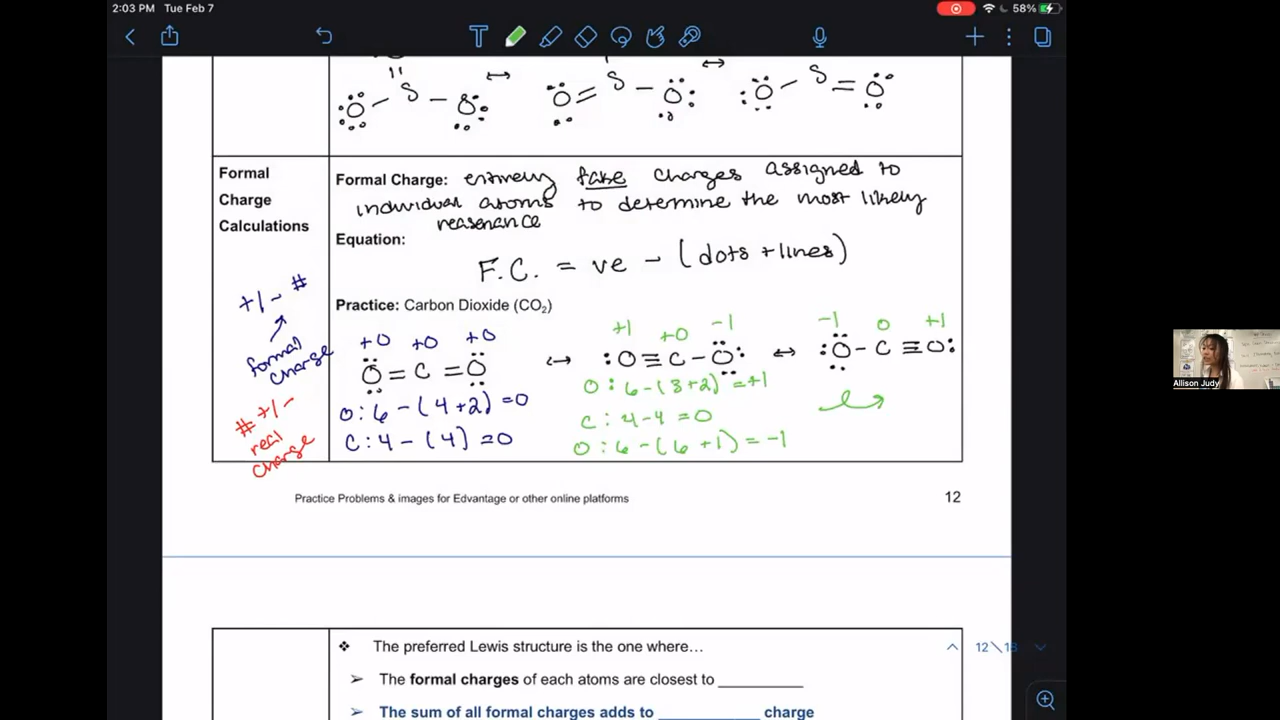 2:03 PM Tue Feb 7
58%
O – S – O ↔ O = S – O ↔ O – S = O
Formal
Charge
Calculations
Formal Charge: entirely fake charges assigned to
individual atoms to determine the most likely
resenance
Equation:
F.C. = ve – (dots + lines)
Practice: Carbon Dioxide (CO₂)
+/- #
formal
charge
# +/-
real
charge
+0 +0 +0
O = C = O
O: 6 – (4+2) = 0
C: 4 – (4) = 0
↔
+1 +0 -1
:O ≡ C – O:
O: 6 – (3+2) = +1
C: 4 – 4 = 0
O: 6 – (6+1) = -1
↔
-1 0 +1
:O – C ≡ O:
Practice Problems & images for Edvantage or other online platforms
12
❖ The preferred Lewis structure is the one where…
➢ The formal charges of each atoms are closest to __________
➢ The sum of all formal charges adds to ____________ charge
12\18
Allison Judy